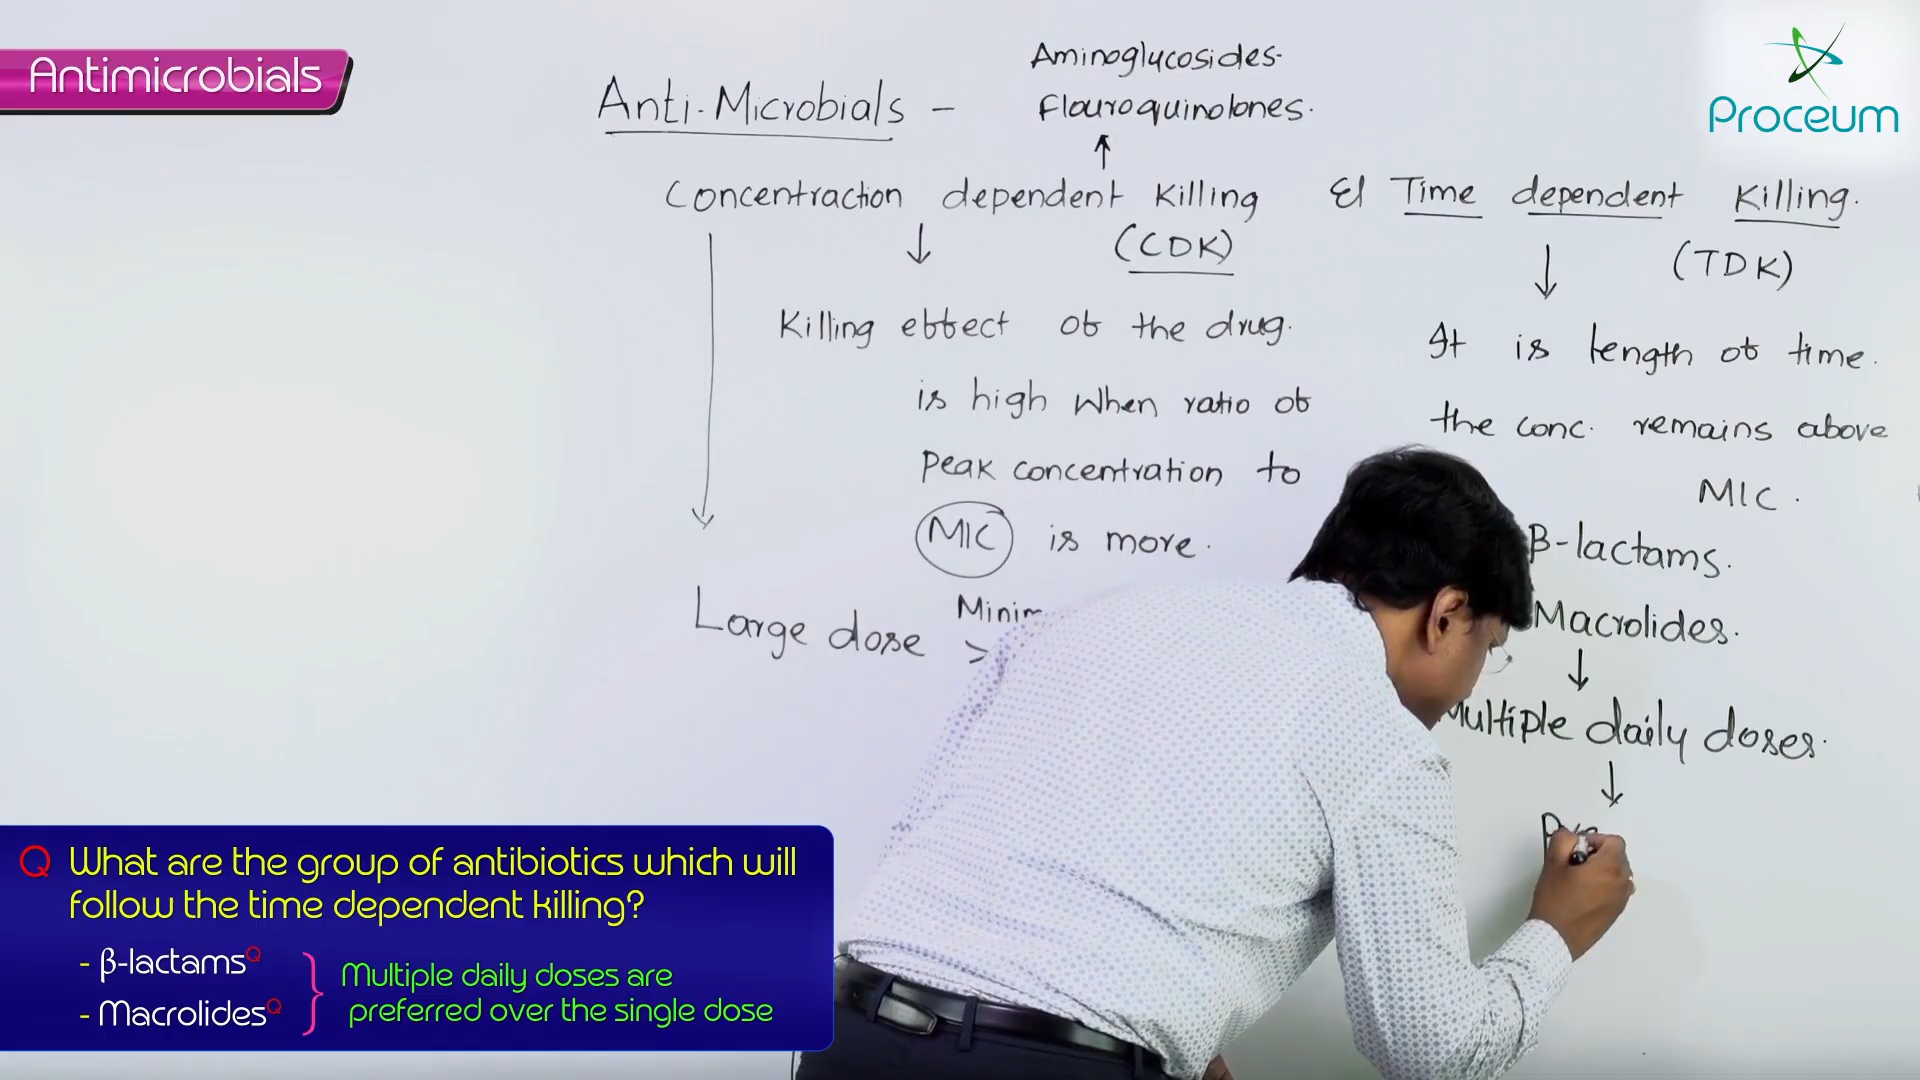 Antimicrobials
Proceum
Anti-Microbials -
Aminoglycosides
Flouroquinolones.
Concentraction dependent Killing & Time dependent Killing.
(CDK)
(TDK)
Killing effect of the drug.
is high When ratio of
Peak concentration to
MIC is more.
Large dose >
It is length of time.
the conc. remains above
MIC.
β-lactams.
Macrolides.
Multiple daily doses.
Q What are the group of antibiotics which will
follow the time dependent killing?
- β-lactams Q
- Macrolides Q
Multiple daily doses are
preferred over the single dose